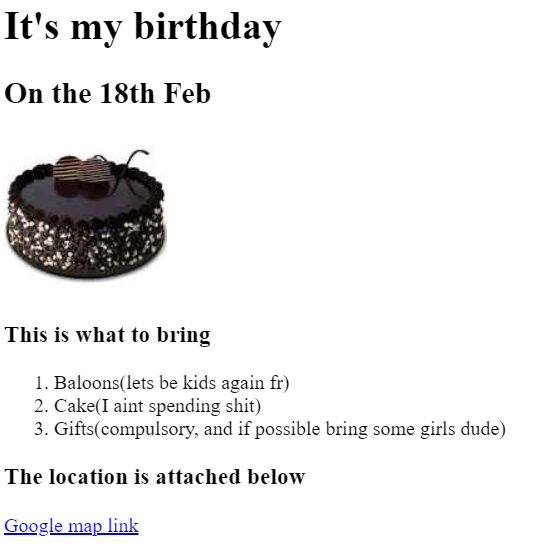 It's my birthday
On the 18th Feb
This is what to bring
1. Baloons(lets be kids again fr)
2. Cake(I aint spending shit)
3. Gifts(compulsory, and if possible bring some girls dude)
The location is attached below
Google map link